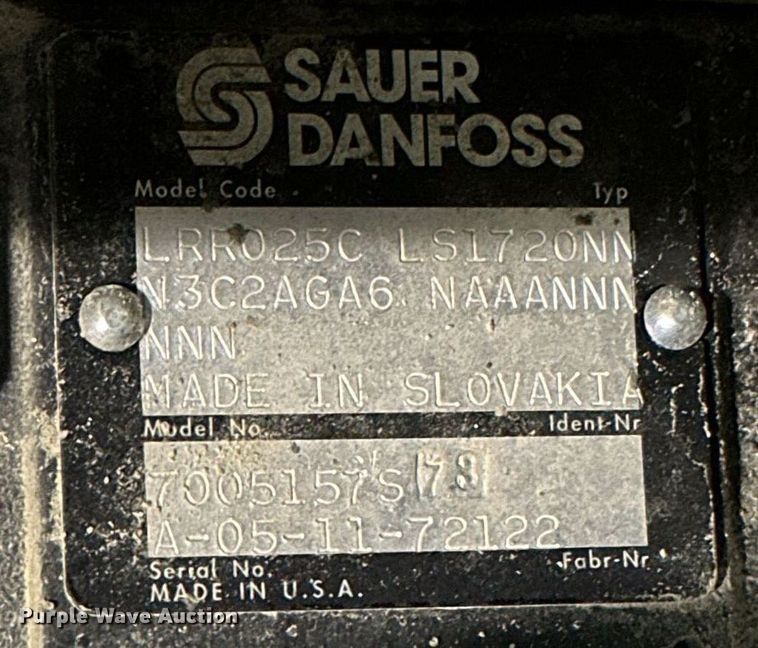 SAUER
DANFOSS
Model Code Typ
LRR025C LS1720NN
N3C2AGA6 NAAANNN
NNN
MADE IN SLOVAKIA
Model No. Ident-Nr
7005157S
A-05-11-72122
Serial No. Fabr-Nr
MADE IN U.S.A.
Purple Wave Auction